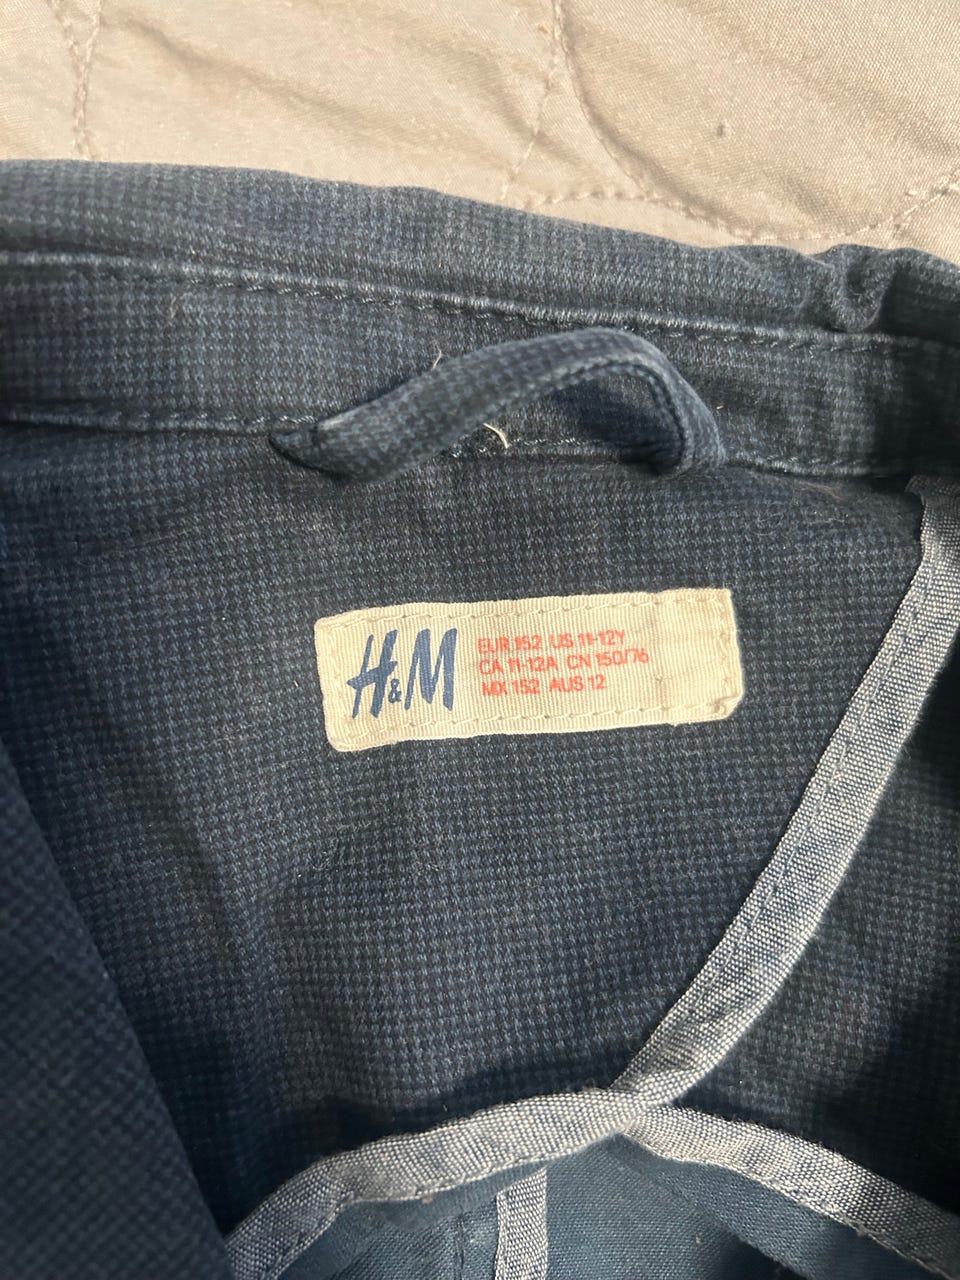 H&M
EUR 152 US 11-12Y
CA 11-12A CN 150/76
MX 152 AUS 12